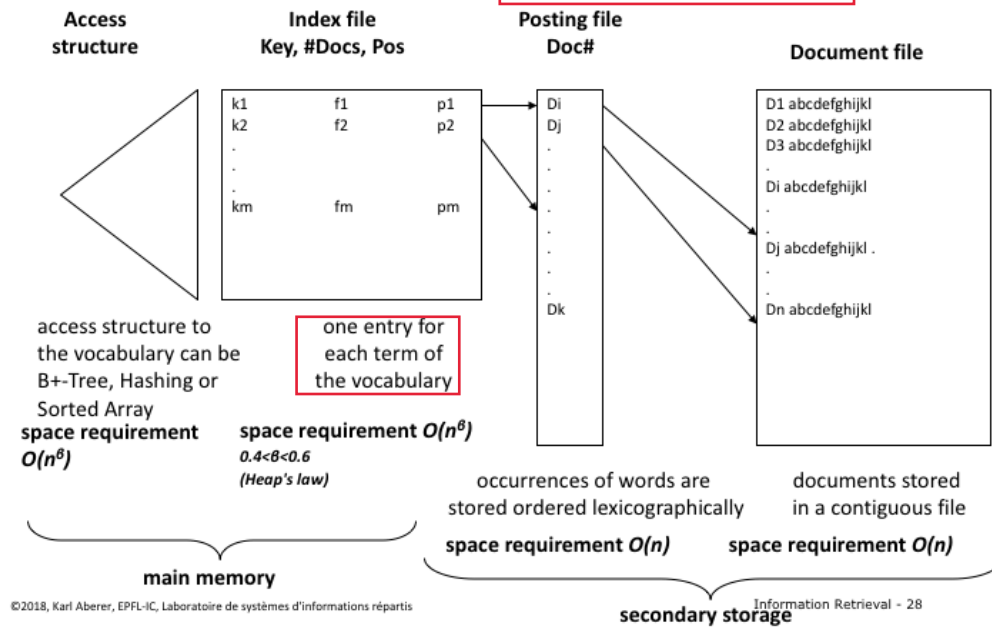 Access
structure
Index file
Key, #Docs, Pos
Posting file
Doc#
Document file
k1 f1 p1
k2 f2 p2
.
.
.
km fm pm
Di
Dj
.
.
.
.
.
.
.
.
Dk
D1 abcdefghijkl
D2 abcdefghijkl
D3 abcdefghijkl
.
Di abcdefghijkl
.
.
Dj abcdefghijkl .
.
.
Dn abcdefghijkl
access structure to
the vocabulary can be
B+-Tree, Hashing or
Sorted Array
space requirement
O(nᵝ)
one entry for
each term of
the vocabulary
space requirement O(nᵝ)
0.4<β<0.6
(Heap's law)
occurrences of words are
stored ordered lexicographically
space requirement O(n)
documents stored
in a contiguous file
space requirement O(n)
main memory
secondary storage
©2018, Karl Aberer, EPFL-IC, Laboratoire de systèmes d'informations répartis
Information Retrieval - 28